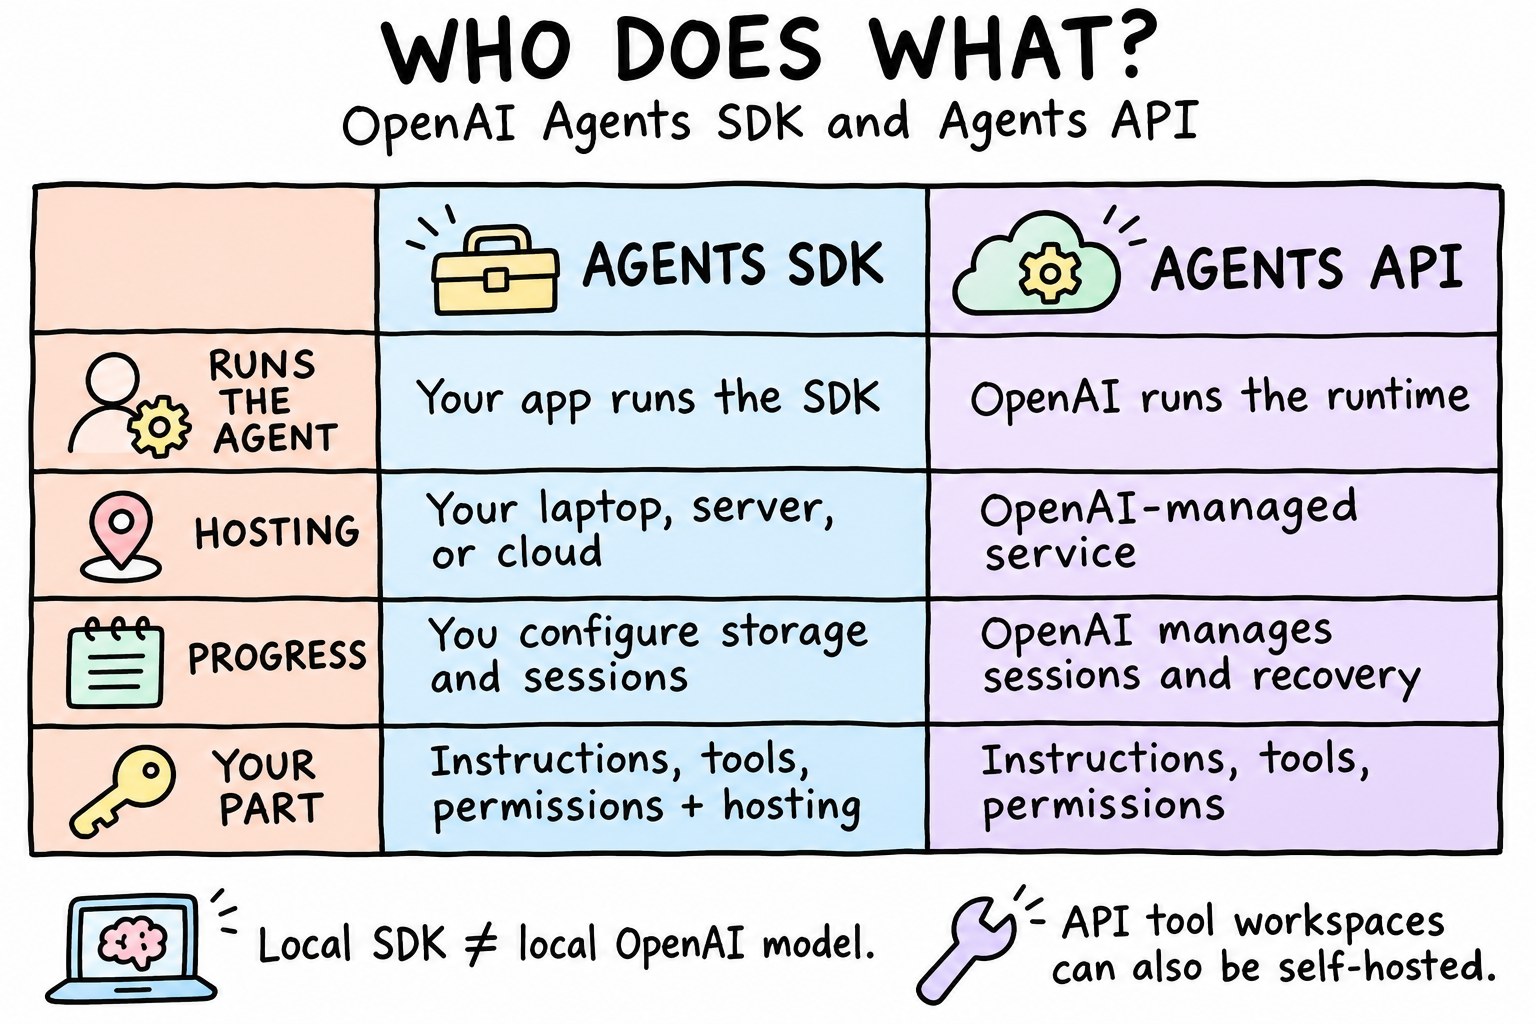 WHO DOES WHAT?
OpenAI Agents SDK and Agents API
AGENTS SDK
AGENTS API
RUNS
THE
AGENT
Your app runs the SDK
OpenAI runs the runtime
HOSTING
Your laptop, server,
or cloud
OpenAI-managed
service
PROGRESS
You configure storage
and sessions
OpenAI manages
sessions and recovery
YOUR
PART
Instructions, tools,
permissions + hosting
Instructions, tools,
permissions
Local SDK ≠ local OpenAI model.
API tool workspaces
can also be self-hosted.